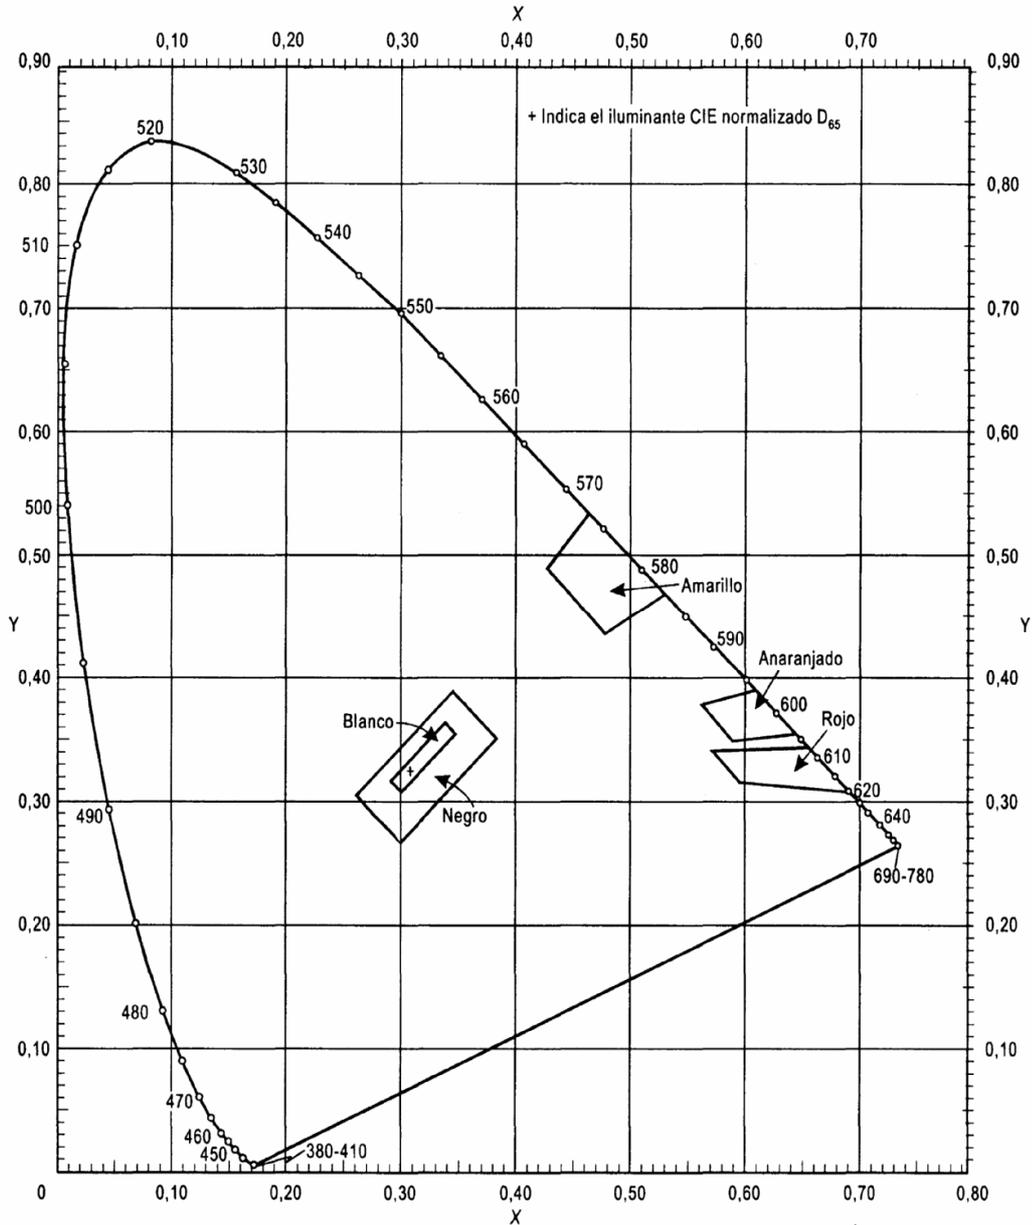 X
0,10 0,20 0,30 0,40 0,50 0,60 0,70
0,90 0,90
+ Indica el iluminante CIE normalizado D65
520
530
0,80 0,80
540
510
0,70 550 0,70
560
0,60 0,60
570
500
0,50 0,50
580
Amarillo
Y Y
590
Anaranjado
0,40 0,40
600
Blanco Rojo
610
0,30 620 0,30
490 Negro 640
690-780
0,20 0,20
480
0,10 0,10
470
460
450 380-410
0 0,10 0,20 0,30 0,40 0,50 0,60 0,70 0,80
X